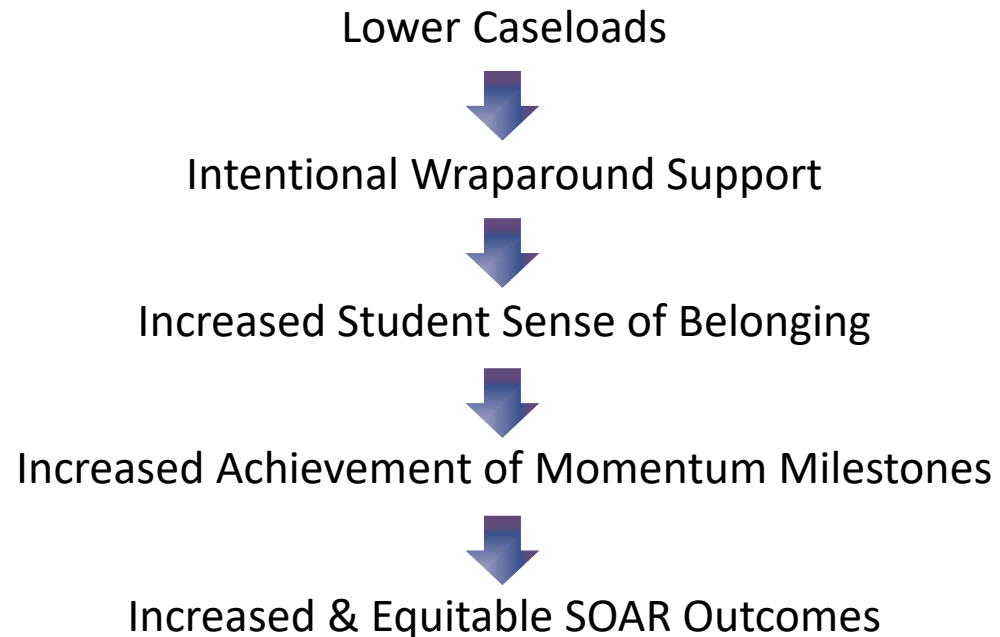 Lower Caseloads
Intentional Wraparound Support
Increased Student Sense of Belonging
Increased Achievement of Momentum Milestones
Increased & Equitable SOAR Outcomes